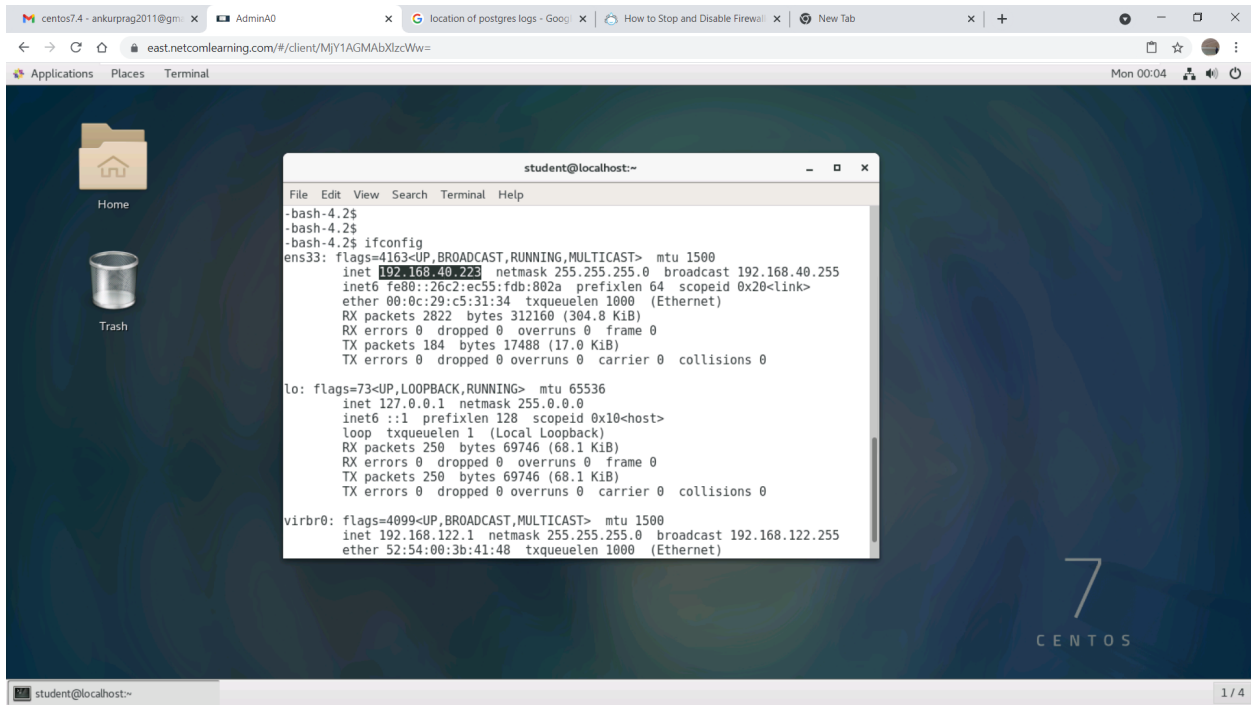 centos7.4 - ankurprag2011@gma
AdminA0
location of postgres logs - Goog
How to Stop and Disable Firewall
New Tab
east.netcomlearning.com/#/client/MjY1AGMAbXlzcWw=
Applications Places Terminal
Mon 00:04
Home
Trash
student@localhost:~
File Edit View Search Terminal Help
-bash-4.2$
-bash-4.2$
-bash-4.2$ ifconfig
ens33: flags=4163<UP,BROADCAST,RUNNING,MULTICAST> mtu 1500
inet 192.168.40.223 netmask 255.255.255.0 broadcast 192.168.40.255
inet6 fe80::26c2:ec55:fdb:802a prefixlen 64 scopeid 0x20<link>
ether 00:0c:29:c5:31:34 txqueuelen 1000 (Ethernet)
RX packets 2822 bytes 312160 (304.8 KiB)
RX errors 0 dropped 0 overruns 0 frame 0
TX packets 184 bytes 17488 (17.0 KiB)
TX errors 0 dropped 0 overruns 0 carrier 0 collisions 0
lo: flags=73<UP,LOOPBACK,RUNNING> mtu 65536
inet 127.0.0.1 netmask 255.0.0.0
inet6 ::1 prefixlen 128 scopeid 0x10<host>
loop txqueuelen 1 (Local Loopback)
RX packets 250 bytes 69746 (68.1 KiB)
RX errors 0 dropped 0 overruns 0 frame 0
TX packets 250 bytes 69746 (68.1 KiB)
TX errors 0 dropped 0 overruns 0 carrier 0 collisions 0
virbr0: flags=4099<UP,BROADCAST,MULTICAST> mtu 1500
inet 192.168.122.1 netmask 255.255.255.0 broadcast 192.168.122.255
ether 52:54:00:3b:41:48 txqueuelen 1000 (Ethernet)
7
CENTOS
student@localhost:~
1 / 4